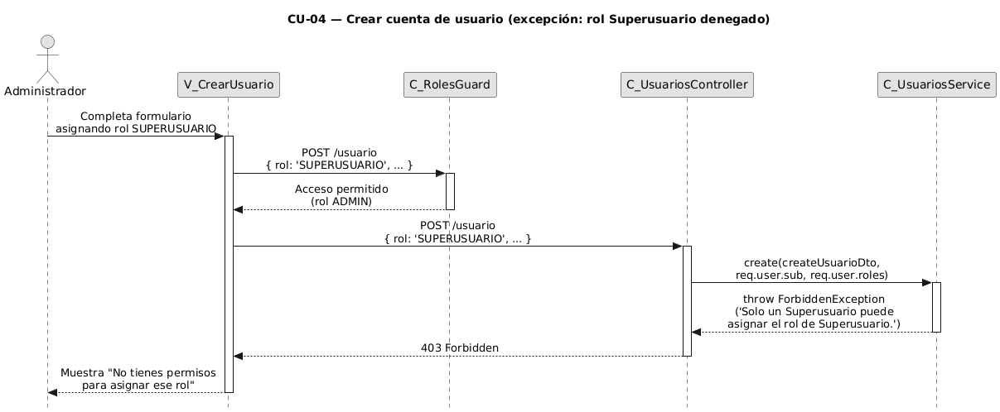 CU-04 — Crear cuenta de usuario (excepción: rol Superusuario denegado)
Administrador
V_CrearUsuario
C_RolesGuard
C_UsuariosController
C_UsuariosService
Completa formulario
asignando rol SUPERUSUARIO
POST /usuario
{ rol: 'SUPERUSUARIO', ... }
Acceso permitido
(rol ADMIN)
POST /usuario
{ rol: 'SUPERUSUARIO', ... }
create(createUsuarioDto,
req.user.sub, req.user.roles)
throw ForbiddenException
('Solo un Superusuario puede
asignar el rol de Superusuario.')
403 Forbidden
Muestra "No tienes permisos
para asignar ese rol"